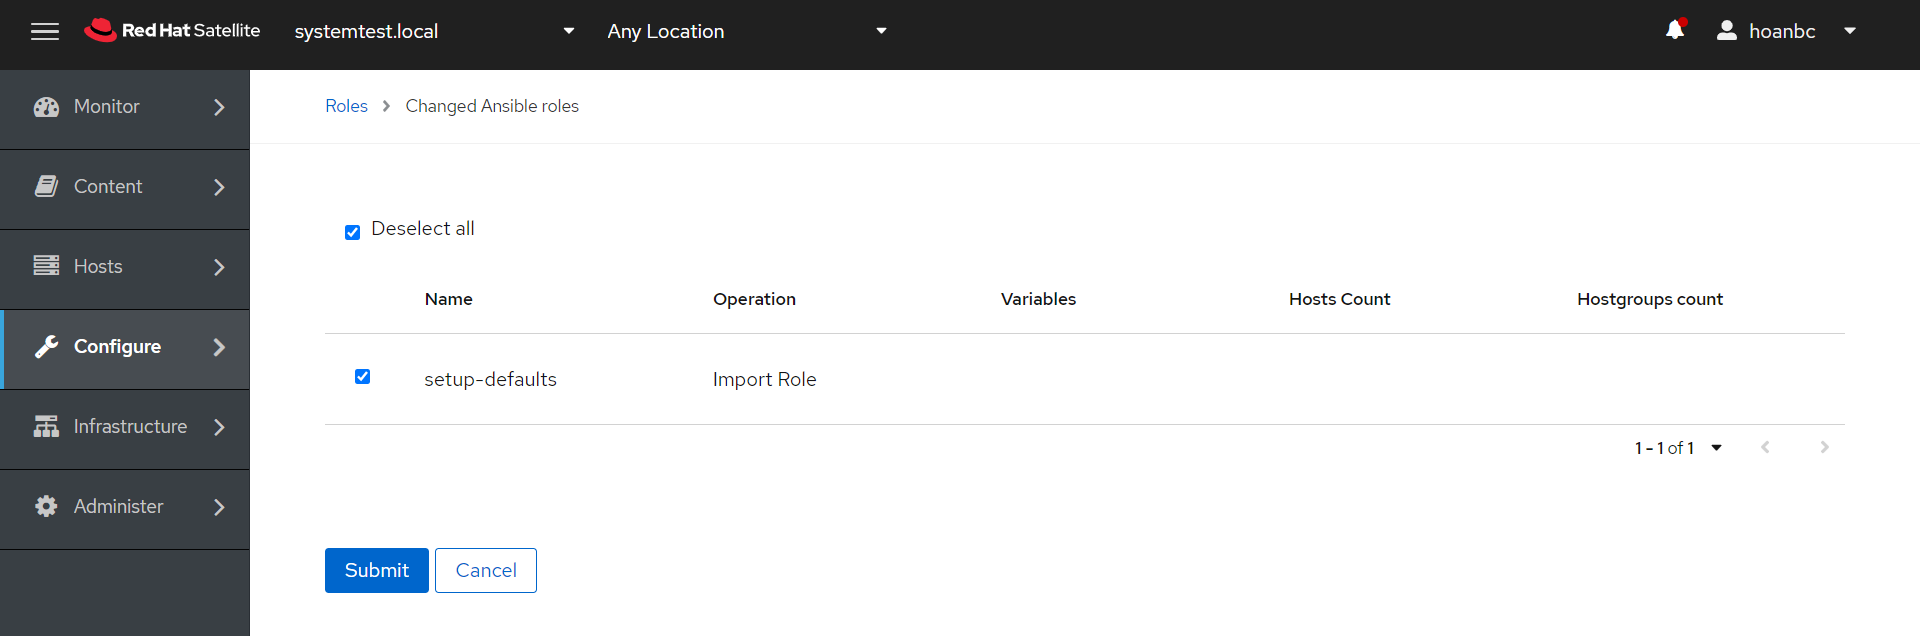 Red Hat Satellite systemtest.local Any Location hoanbc
Monitor
Content
Hosts
Configure
Infrastructure
Administer
Roles Changed Ansible roles
Deselect all
Name Operation Variables Hosts Count Hostgroups count
setup-defaults Import Role
1 - 1 of 1
Submit Cancel